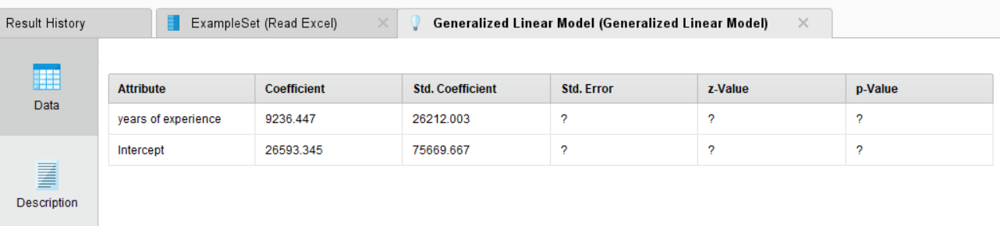 Result History ExampleSet (Read Excel) Generalized Linear Model (Generalized Linear Model)
Data
Attribute Coefficient Std. Coefficient Std. Error z-Value p-Value
years of experience 9236.447 26212.003 ? ? ?
Intercept 26593.345 75669.667 ? ? ?
Description